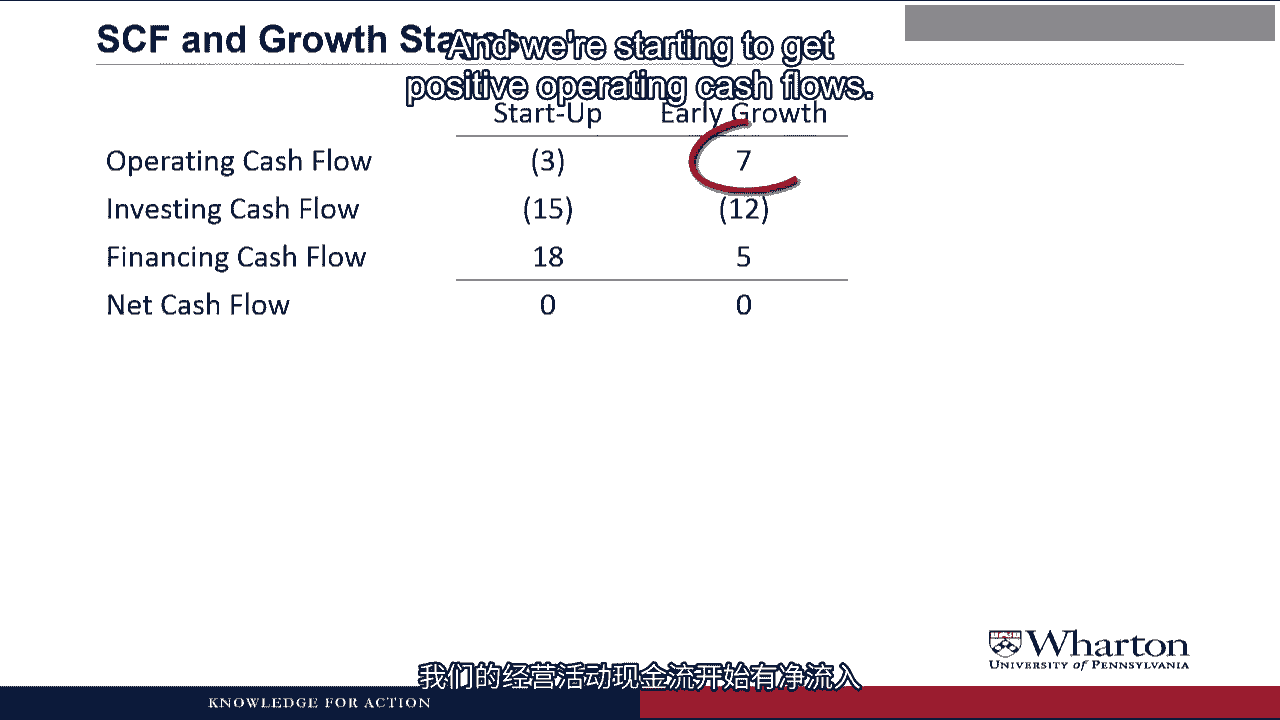 SCF and Growth Stages
And we're starting to get
positive operating cash flows.
Start-Up Early Growth
Operating Cash Flow (3) 7
Investing Cash Flow (15) (12)
Financing Cash Flow 18 5
Net Cash Flow 0 0
Wharton
UNIVERSITY of PENNSYLVANIA
我们的经营活动现金流开始有净流入
KNOWLEDGE FOR ACTION